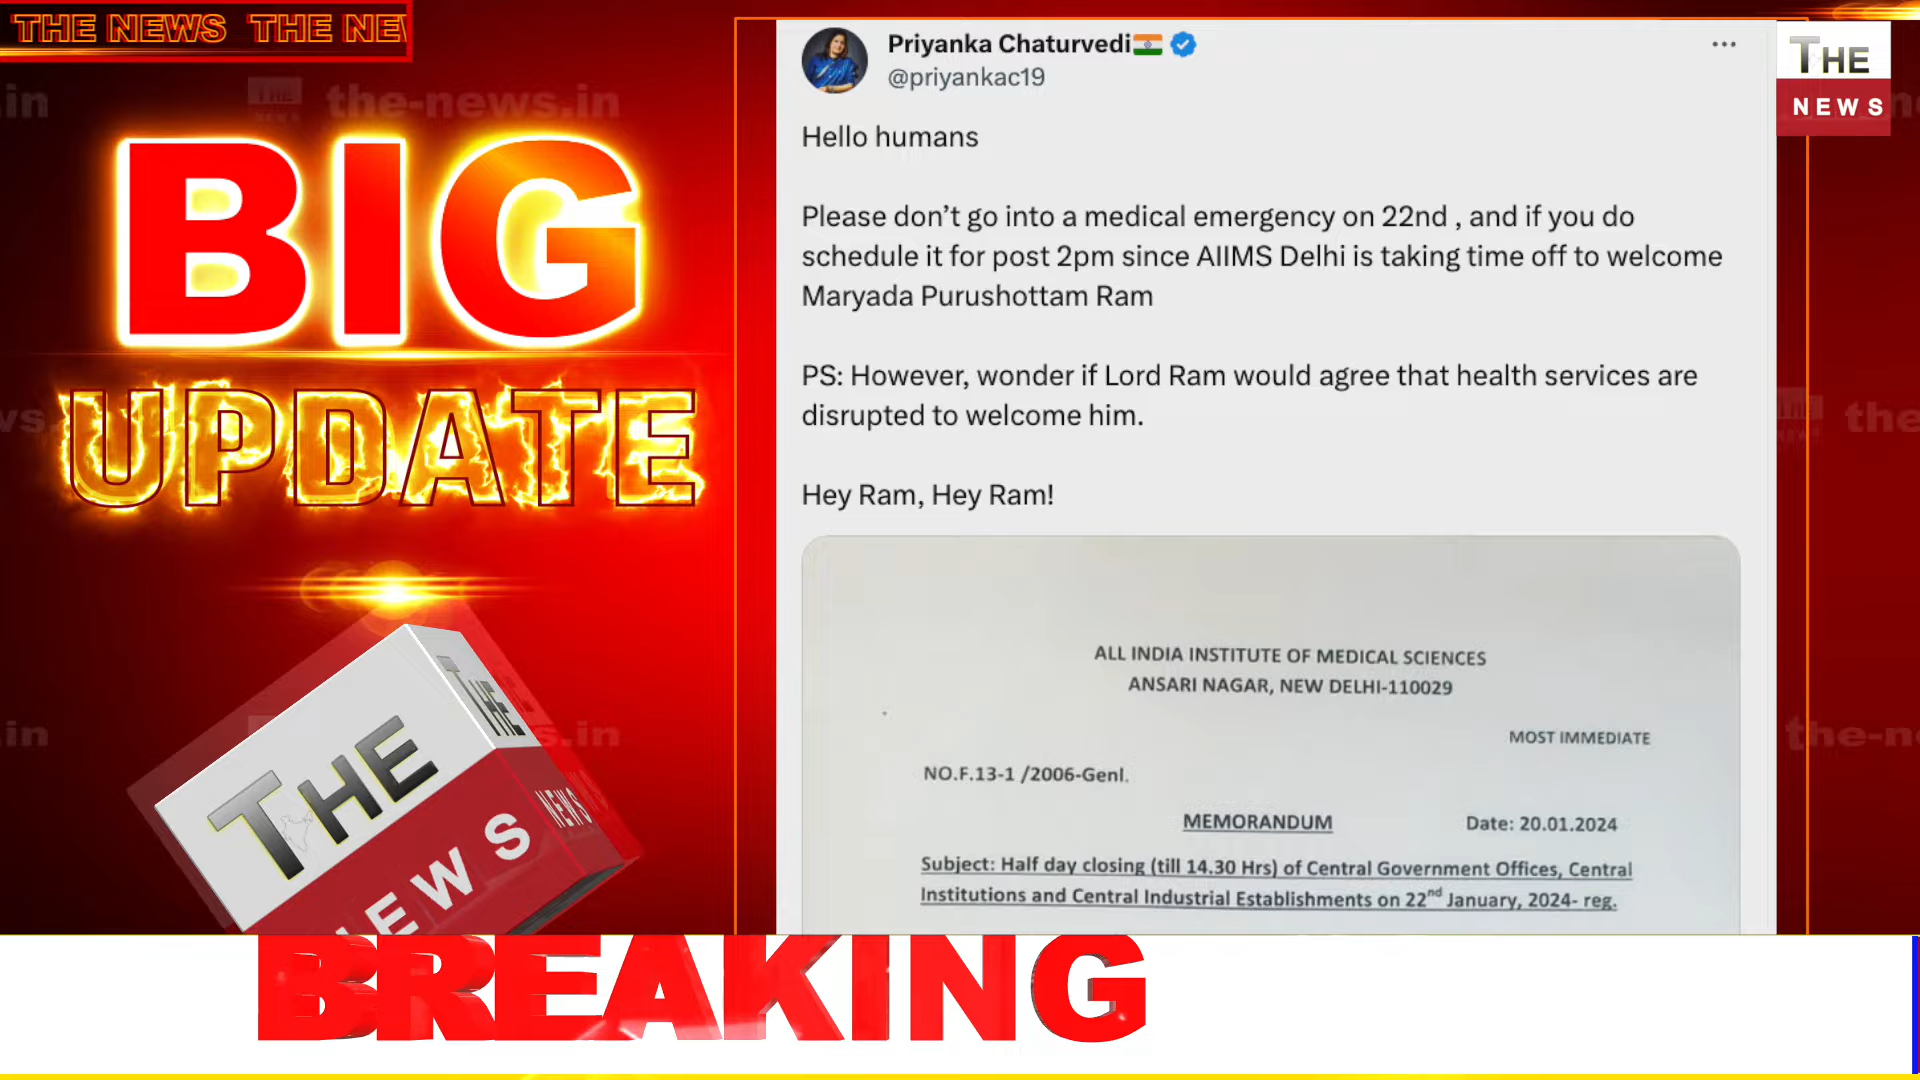 THE NEWS THE NEW
the-news.in
BIG
UPDATE
THE
NEWS
Priyanka Chaturvedi
@priyankac19
Hello humans
Please don’t go into a medical emergency on 22nd , and if you do
schedule it for post 2pm since AIIMS Delhi is taking time off to welcome
Maryada Purushottam Ram
PS: However, wonder if Lord Ram would agree that health services are
disrupted to welcome him.
Hey Ram, Hey Ram!
ALL INDIA INSTITUTE OF MEDICAL SCIENCES
ANSARI NAGAR, NEW DELHI-110029
MOST IMMEDIATE
NO.F.13-1 /2006-Genl.
MEMORANDUM
Date: 20.01.2024
Subject: Half day closing (till 14.30 Hrs) of Central Government Offices, Central
Institutions and Central Industrial Establishments on 22nd January, 2024- reg.
THE
NEWS
BREAKING